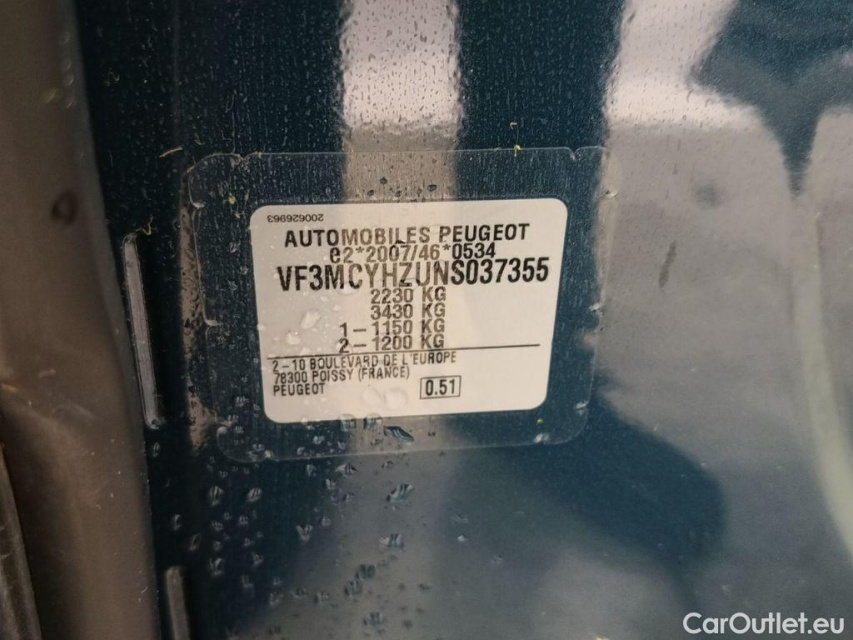 200626963
AUTOMOBILES PEUGEOT
e2*2007/46*0534
VF3MCYHZUNS037355
2230 KG
3430 KG
1-1150 KG
2-1200 KG
2-10 BOULEVARD DE L'EUROPE
78300 POISSY (FRANCE)
PEUGEOT 0.51
CarOutlet.eu